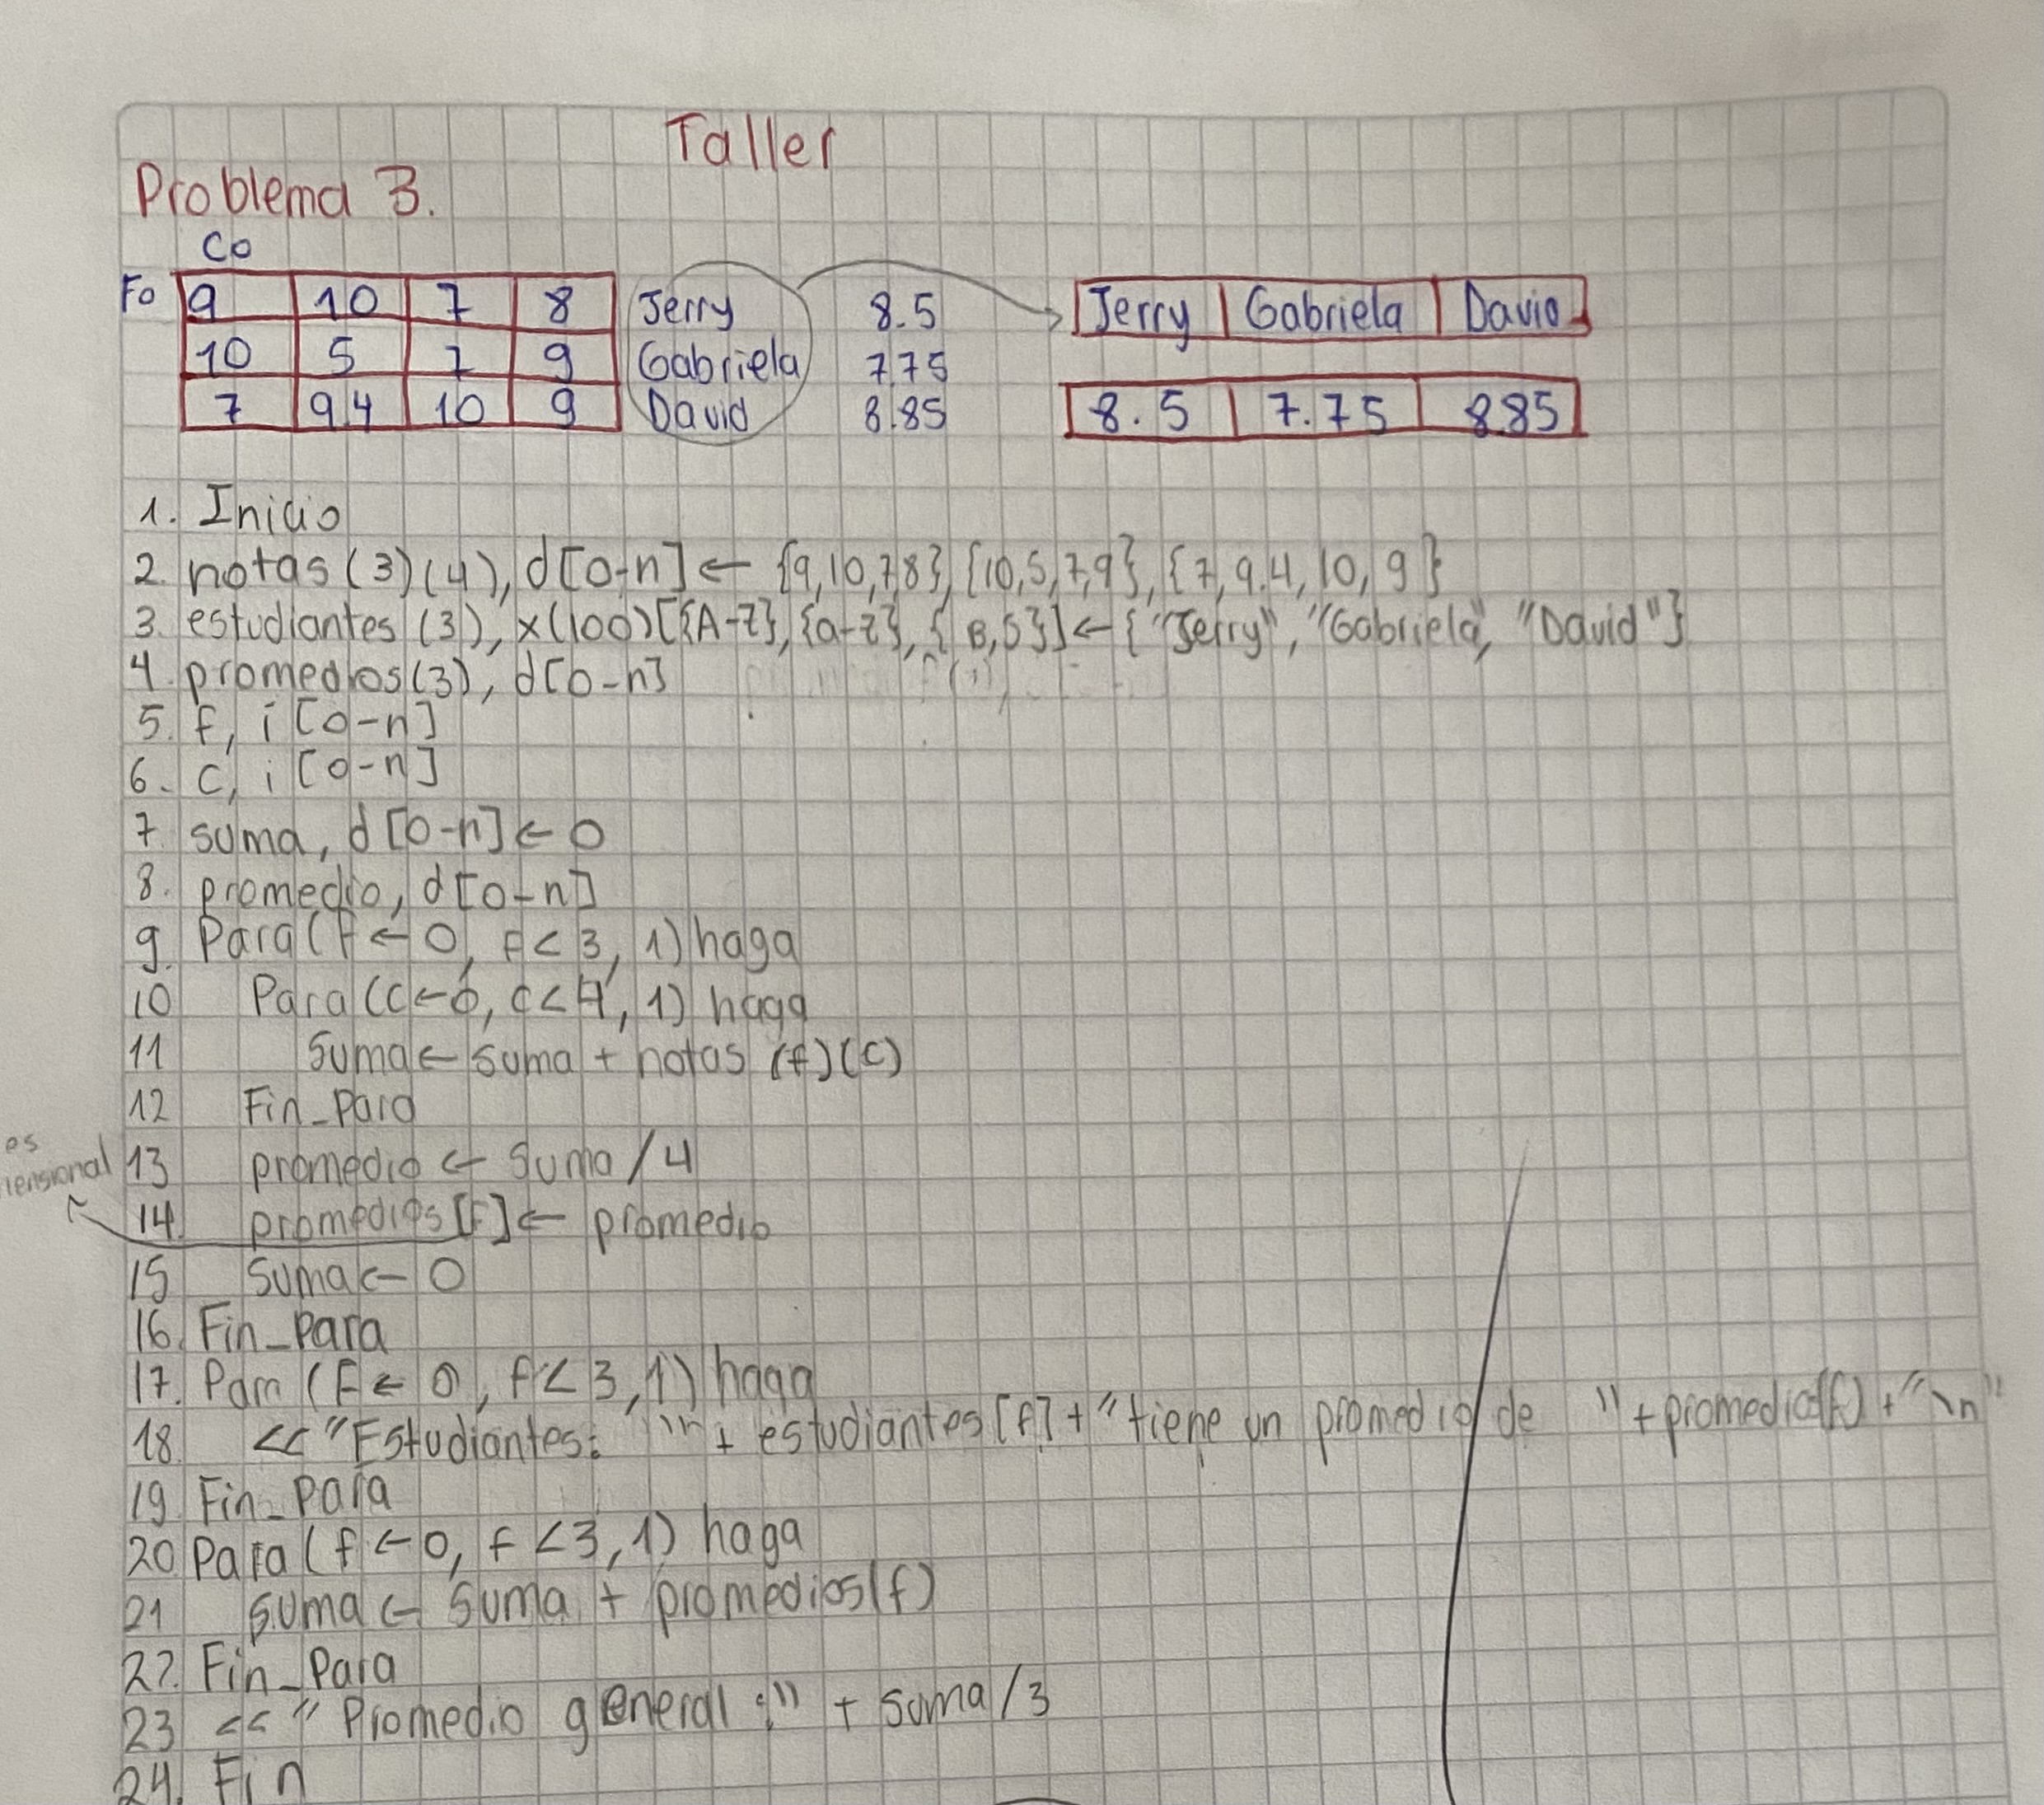 Taller
Problema 3.
C0
F0 9 10 7 8 Jerry 8.5 Jerry Gabriela David
10 5 7 9 Gabriela 7.75
7 9.4 10 9 David 8.85 8.5 7.75 8.85
1. Inicio
2. notas (3)(4), d[0-n] ← {9,10,7,8}, {10,5,7,9}, {7, 9.4, 10, 9}
3. estudiantes (3), x(100)[{A-Z}, {a-z}, { B,S}] ← {"Jerry", "Gabriela", "David"}
4. promedios(3), d[0-n]
5. f, i [0-n]
6. c, i [0-n]
7 suma, d[0-n] ← 0
8. promedio, d[0-n]
9. Para (f ← 0, f < 3, 1) haga
10 Para (c ← 0, c < 4, 1) haga
11 Suma ← suma + notas (f)(c)
12 Fin_Para
es
13 promedio ← Suma / 4
ensional
14 promedios[f] ← promedio
15 Suma ← 0
16. Fin_para
17. Para (F ← 0, f < 3, 1) haga
18 << "Estudiantes: " + estudiantes [f] + "tiene un promedio de " + promedios(f) + "\n"
19. Fin_Para
20 Para (f ← 0, f < 3, 1) haga
21 Suma ← Suma + promedios(f)
22. Fin_Para
23 << "Promedio general :" + suma/3
24. Fin